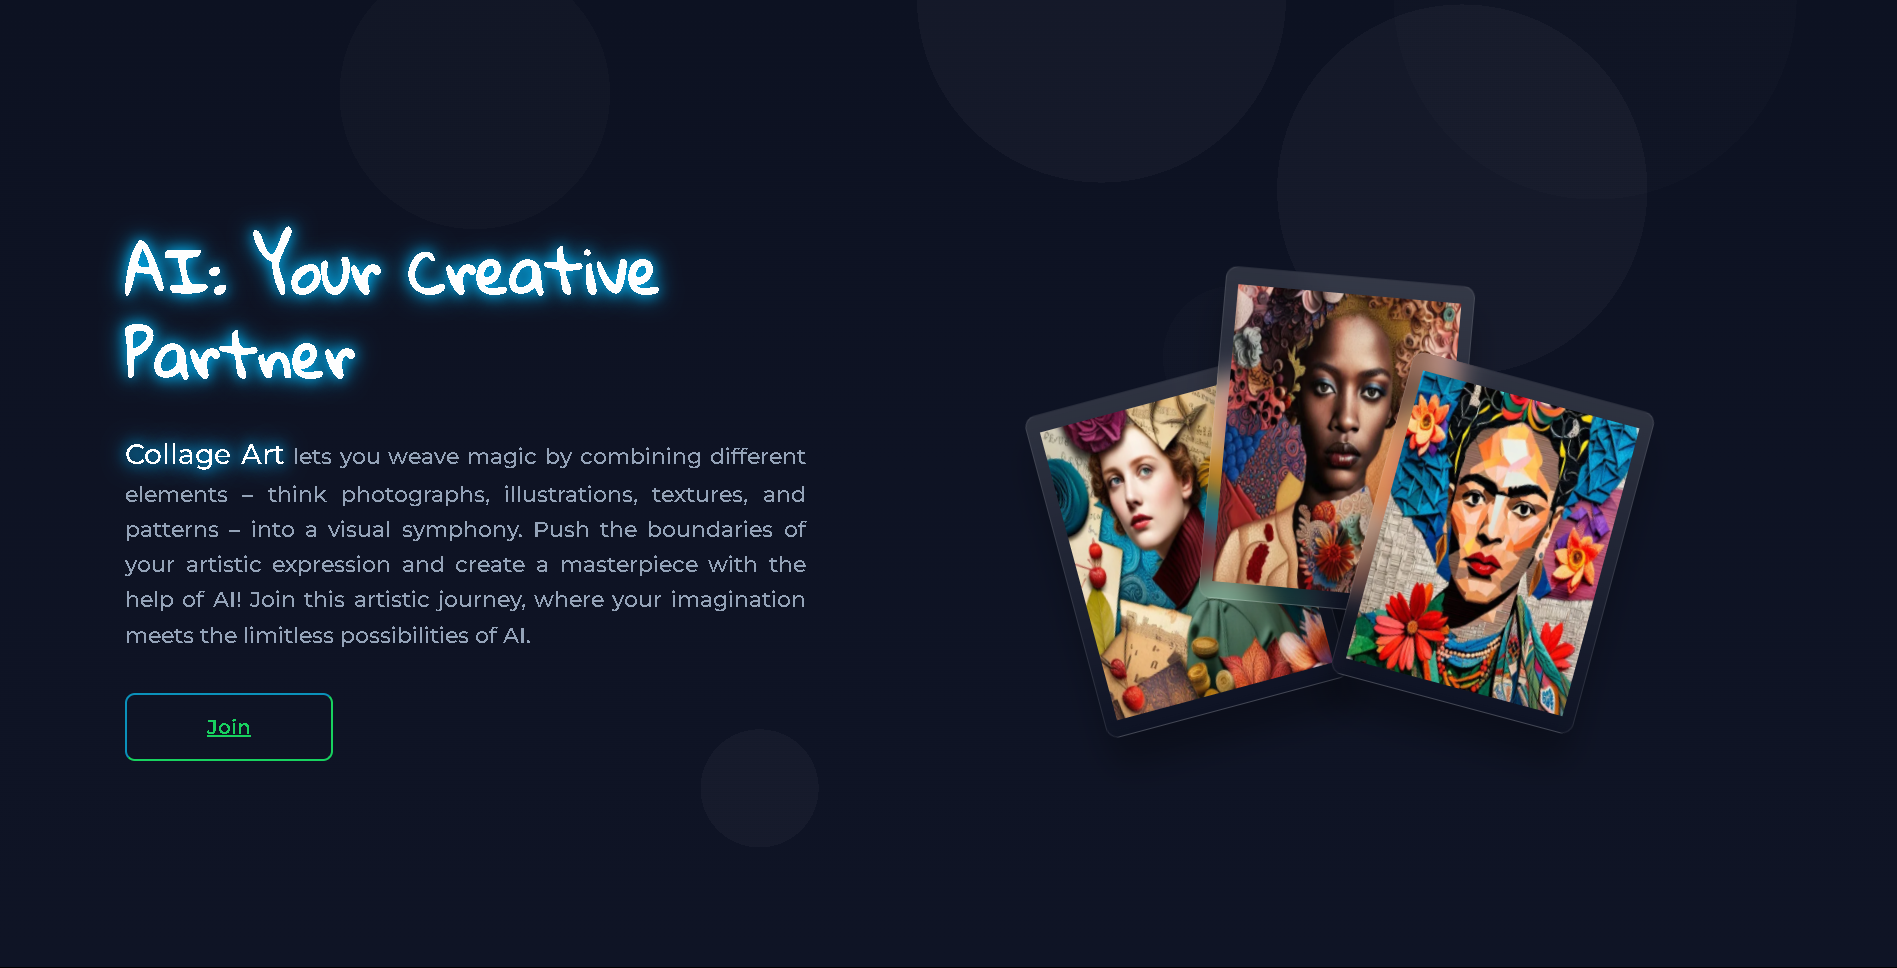 AI: Your Creative
Partner
Collage Art lets you weave magic by combining different
elements – think photographs, illustrations, textures, and
patterns – into a visual symphony. Push the boundaries of
your artistic expression and create a masterpiece with the
help of AI! Join this artistic journey, where your imagination
meets the limitless possibilities of AI.
Join